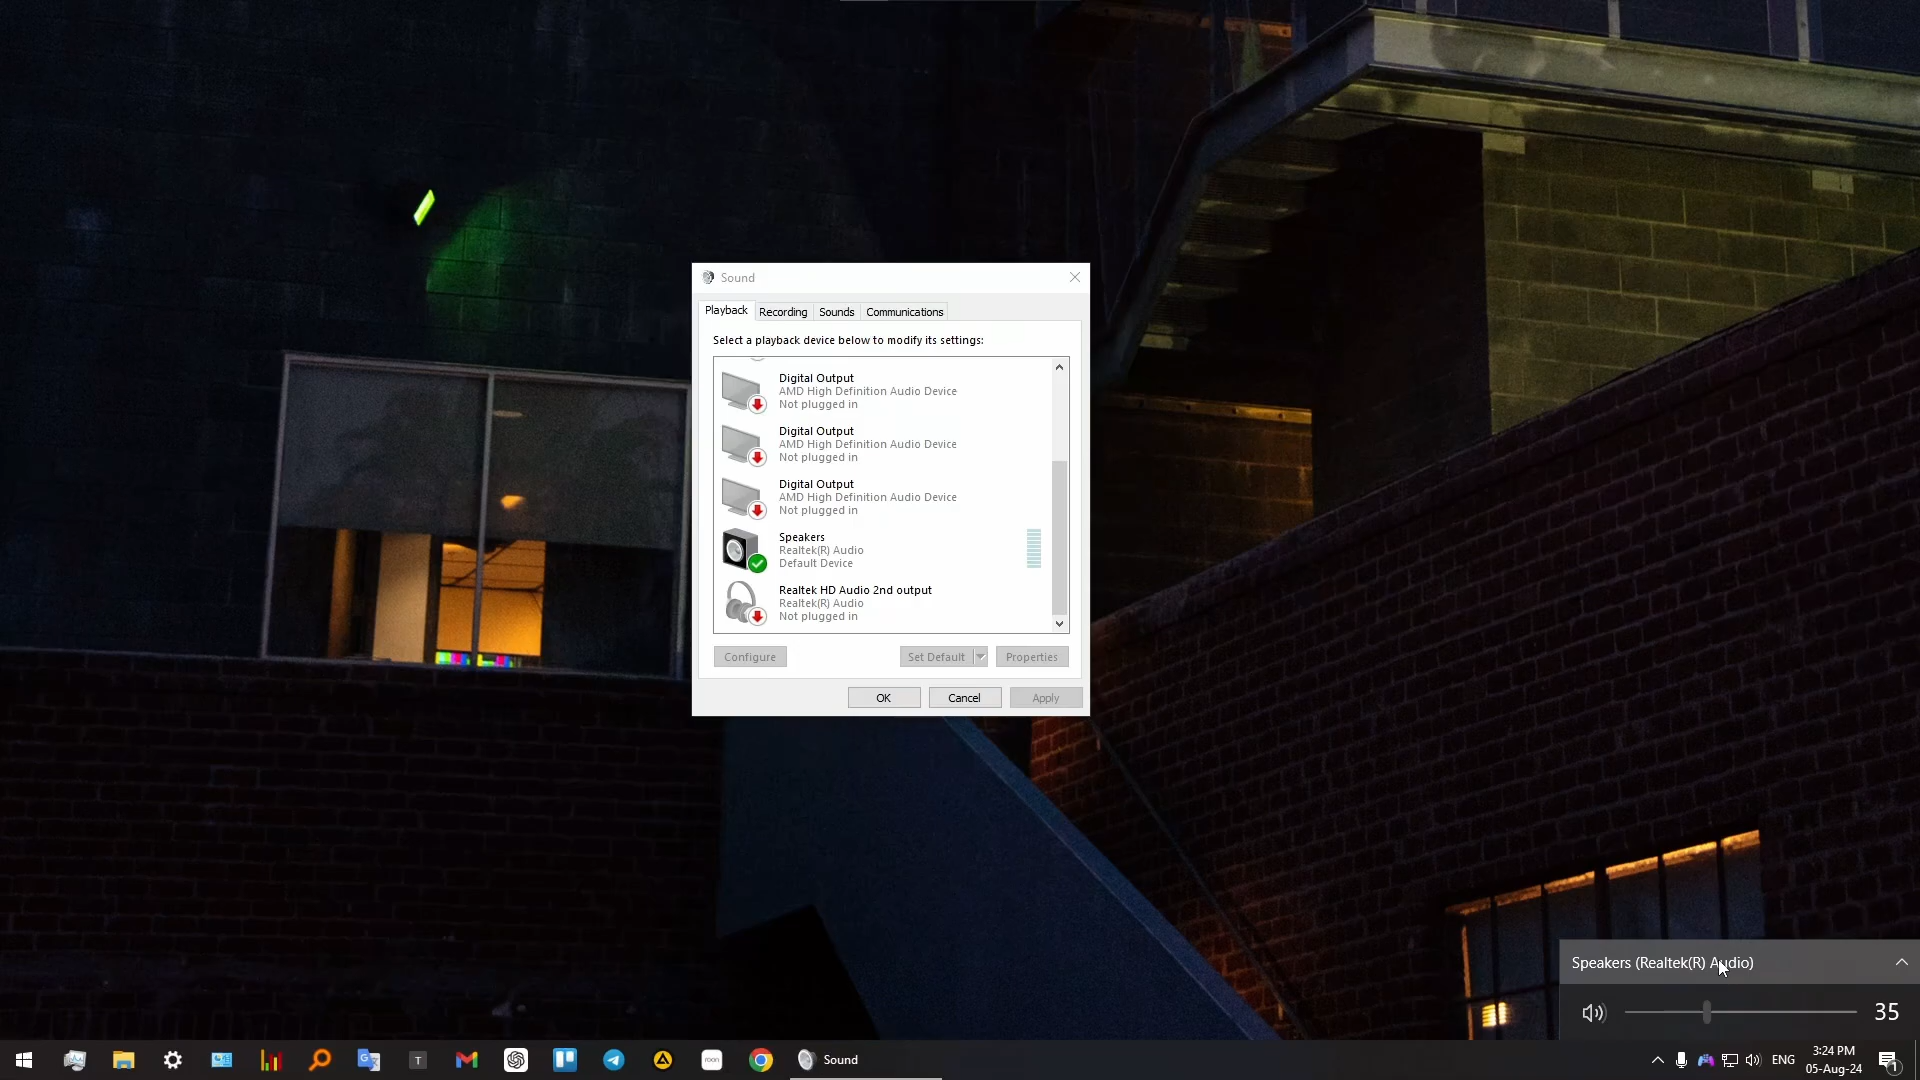 Sound
Playback
Recording
Sounds
Communications
Select a playback device below to modify its settings:
Digital Output
AMD High Definition Audio Device
Not plugged in
Digital Output
AMD High Definition Audio Device
Not plugged in
Digital Output
AMD High Definition Audio Device
Not plugged in
Speakers
Realtek(R) Audio
Default Device
Realtek HD Audio 2nd output
Realtek(R) Audio
Not plugged in
Configure
Set Default
Properties
OK
Cancel
Apply
Speakers (Realtek(R) Audio)
35
T
roon
Sound
ENG
3:24 PM
05-Aug-24
1